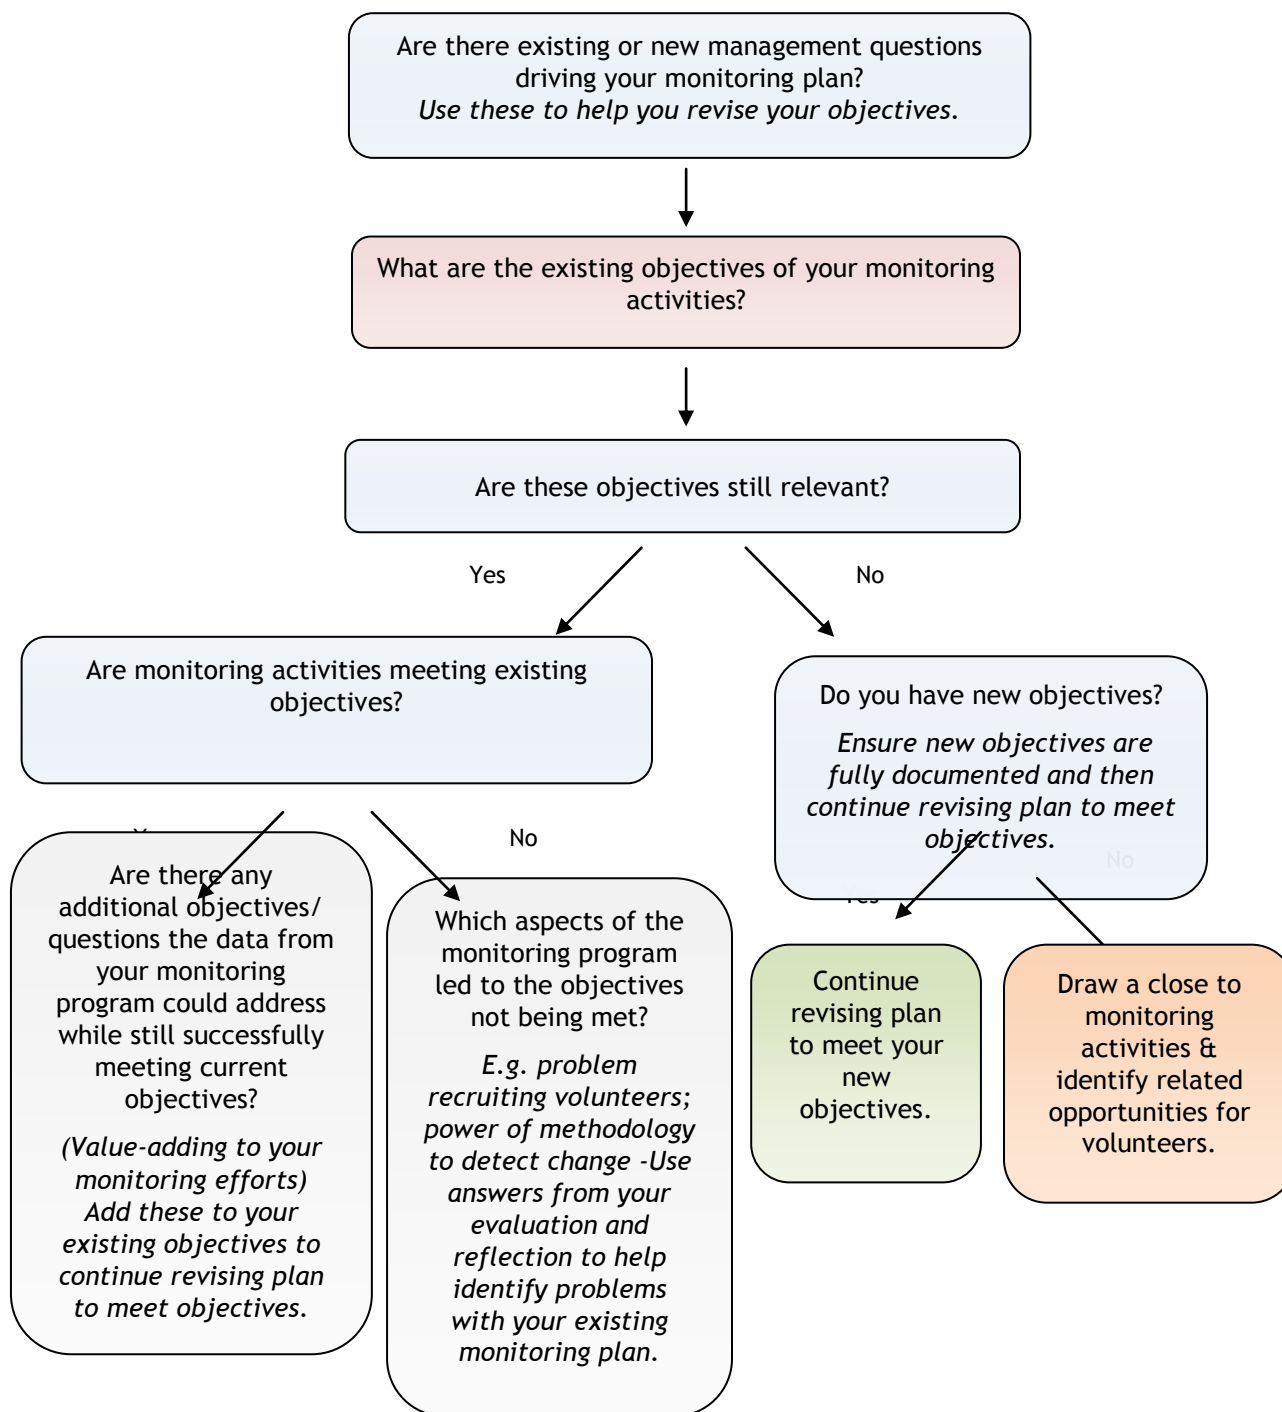 Are there existing or new management questions
driving your monitoring plan?
Use these to help you revise your objectives.
What are the existing objectives of your monitoring
activities?
Are these objectives still relevant?
Yes
No
Are monitoring activities meeting existing
objectives?
Do you have new objectives?
Ensure new objectives are
fully documented and then
continue revising plan to meet
objectives.
No
No
Yes
Are there any
additional objectives/
questions the data from
your monitoring
program could address
while still successfully
meeting current
objectives?
(Value-adding to your
monitoring efforts)
Add these to your
existing objectives to
continue revising plan
to meet objectives.
Which aspects of the
monitoring program
led to the objectives
not being met?
E.g. problem
recruiting volunteers;
power of methodology
to detect change -Use
answers from your
evaluation and
reflection to help
identify problems
with your existing
monitoring plan.
Continue
revising plan
to meet your
new
objectives.
Draw a close to
monitoring
activities &
identify related
opportunities for
volunteers.